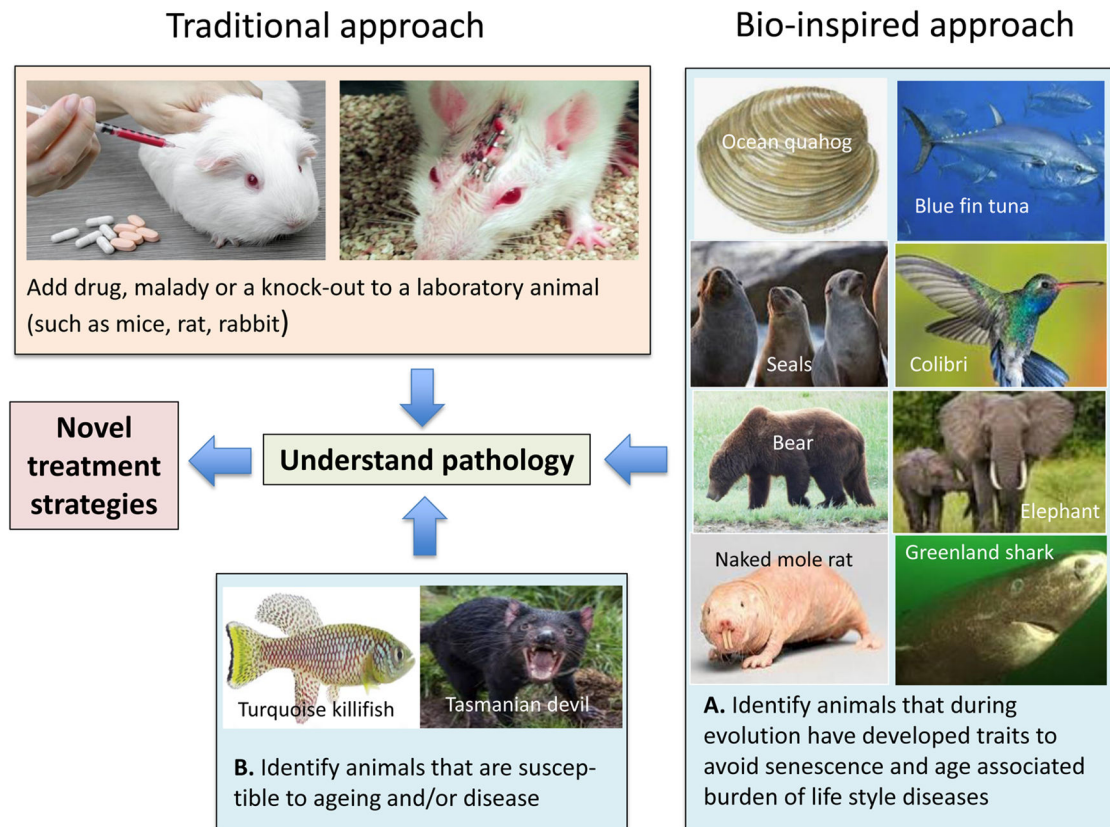 Traditional approach
Bio-inspired approach
Add drug, malady or a knock-out to a laboratory animal
(such as mice, rat, rabbit)
Ocean quahog
Blue fin tuna
Seals
Colibri
Bear
Elephant
Naked mole rat
Greenland shark
A. Identify animals that during
evolution have developed traits to
avoid senescence and age associated
burden of life style diseases
Understand pathology
Novel
treatment
strategies
Turquoise killifish
Tasmanian devil
B. Identify animals that are suscep-
tible to ageing and/or disease